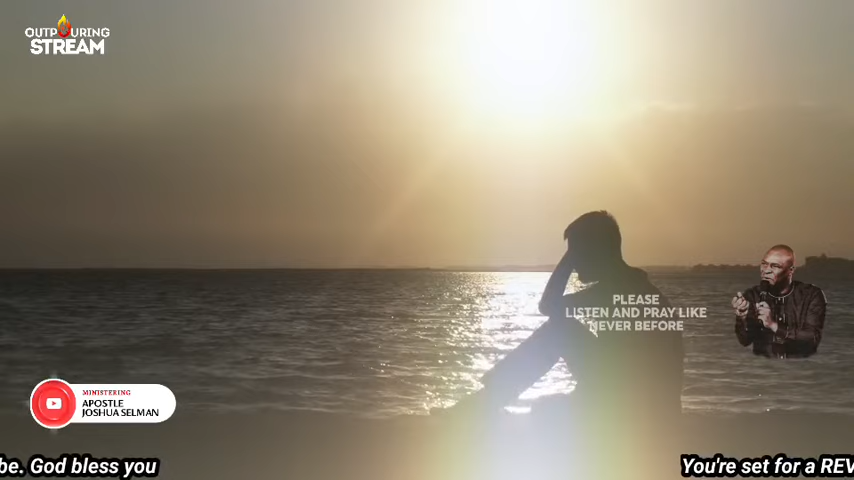 OUTPOURING
STREAM
PLEASE
LISTEN AND PRAY LIKE
NEVER BEFORE
MINISTERING
APOSTLE
JOSHUA SELMAN
be. God bless you
You're set for a REV